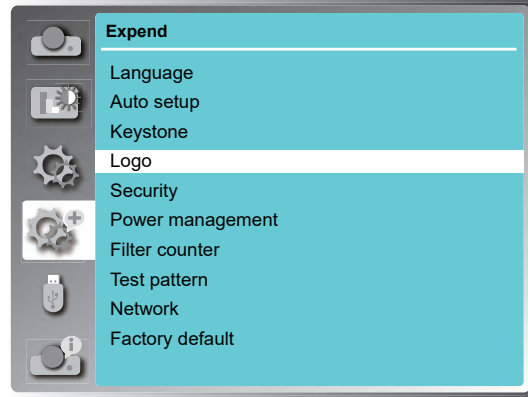 Expend
Language
Auto setup
Keystone
Logo
Security
Power management
Filter counter
Test pattern
Network
Factory default